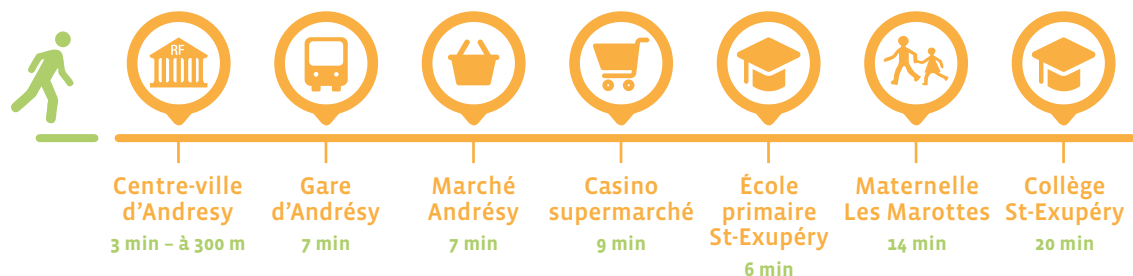 RF
Centre-ville
d’Andresy
3 min – à 300 m
Gare
d’Andrésy
7 min
Marché
Andrésy
7 min
Casino
supermarché
9 min
École
primaire
St-Exupéry
6 min
Maternelle
Les Marottes
14 min
Collège
St-Exupéry
20 min